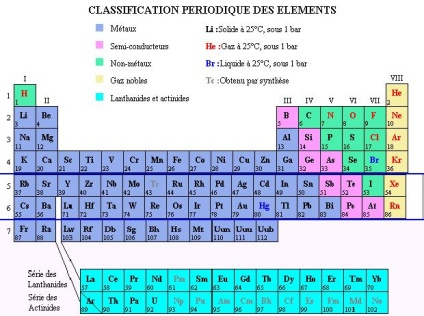 CLASSIFICATION PERIODIQUE DES ELEMENTS
Métaux Li : Solide à 25°C, sous 1 bar
Semi-conducteurs He : Gaz à 25°C, sous 1 bar
Non-métaux Br : Liquide à 25°C, sous 1 bar
Gaz nobles Tc : Obtenu par synthèse
Lanthanides et actinides
I VIII
1 H He
1 2
II III IV V VI VII
2 Li Be B C N O F Ne
3 4 5 6 7 8 9 10
3 Na Mg Al Si P S Cl Ar
11 12 13 14 15 16 17 18
4 K Ca Sc Ti V Cr Mn Fe Co Ni Cu Zn Ga Ge As Se Br Kr
19 20 21 22 23 24 25 26 27 28 29 30 31 32 33 34 35 36
5 Rb Sr Y Zr Nb Mo Tc Ru Rh Pd Ag Cd In Sn Sb Te I Xe
37 38 39 40 41 42 43 44 45 46 47 48 49 50 51 52 53 54
6 Cs Ba Lu Hf Ta W Re Os Ir Pt Au Hg Tl Pb Bi Po At Rn
55 56 71 72 73 74 75 76 77 78 79 80 81 82 83 84 85 86
7 Fr Ra Lw Rf Db Sg Bh Hs Mt Uun Uuu Uub
87 88 103 104 105 106 107 108 109 110 111 112
Série des Lanthanides La Ce Pr Nd Pm Sm Eu Gd Tb Dy Ho Er Tm Yb
57 58 59 60 61 62 63 64 65 66 67 68 69 70
Série des Actinides Ac Th Pa U Np Pu Am Cm Bk Cf Es Fm Md No
89 90 91 92 93 94 95 96 97 98 99 100 101 102